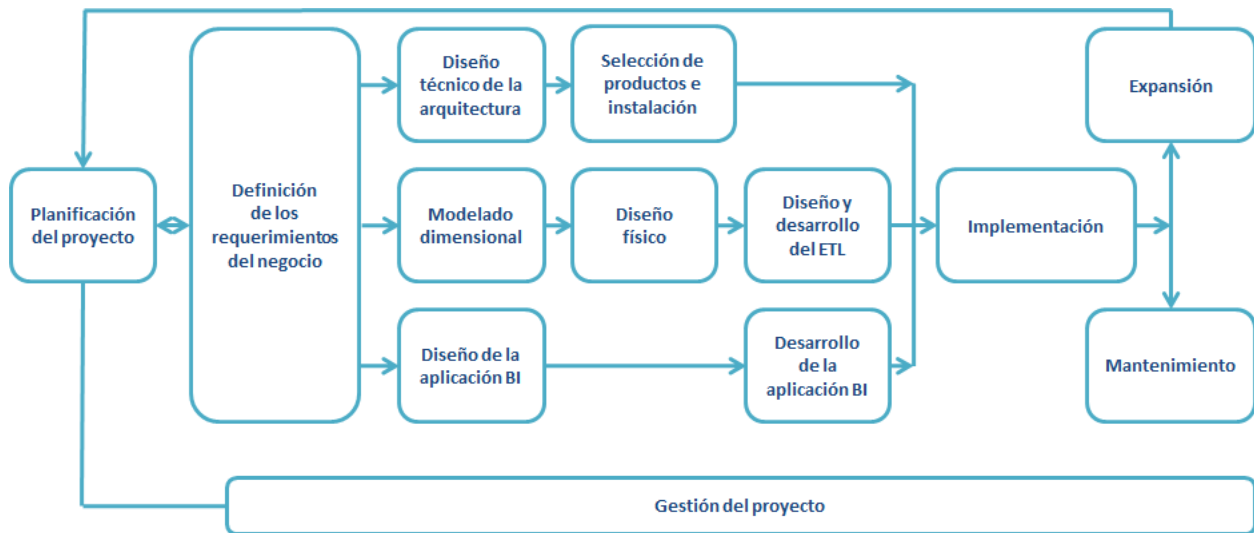 Diseño
técnico de la
arquitectura
Selección de
productos e
instalación
Expansión
Planificación
del proyecto
Definición
de los
requerimientos
del negocio
Modelado
dimensional
Diseño
físico
Diseño y
desarrollo
del ETL
Implementación
Diseño de la
aplicación BI
Desarrollo
de la
aplicación BI
Mantenimiento
Gestión del proyecto